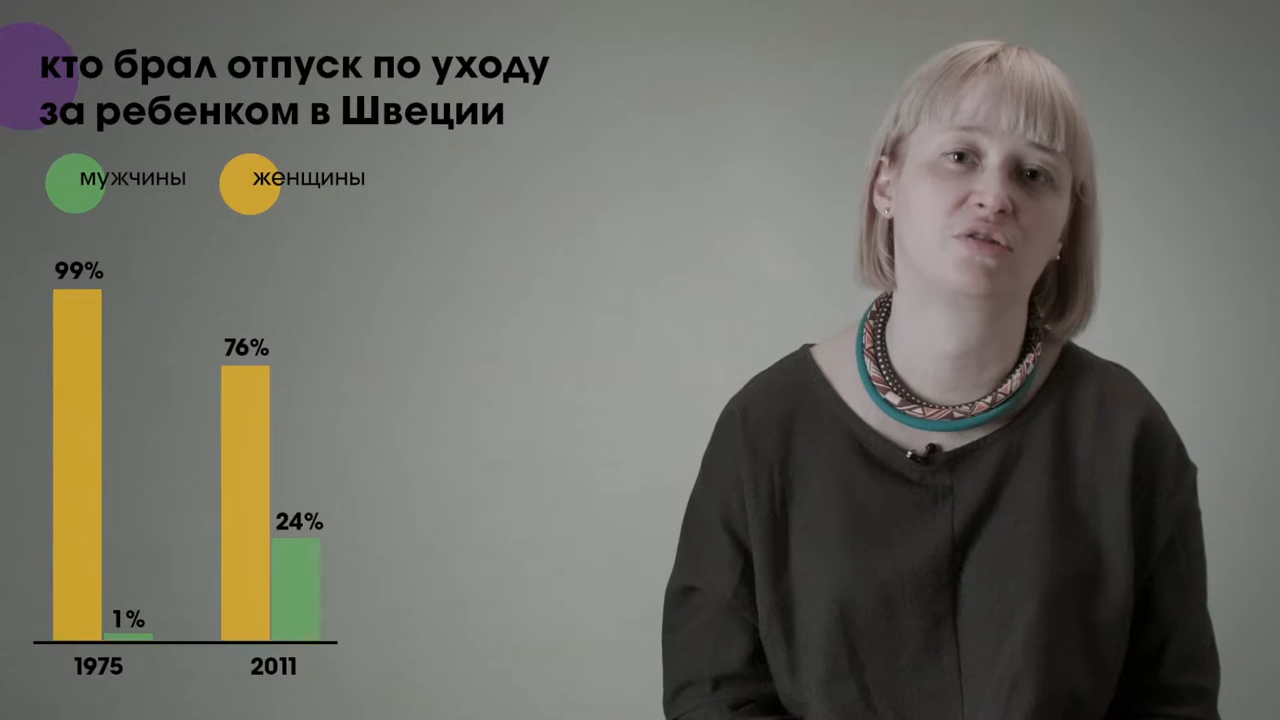 кто брал отпуск по уходу
за ребенком в Швеции
мужчины женщины
99%
76%
24%
1%
1975 2011